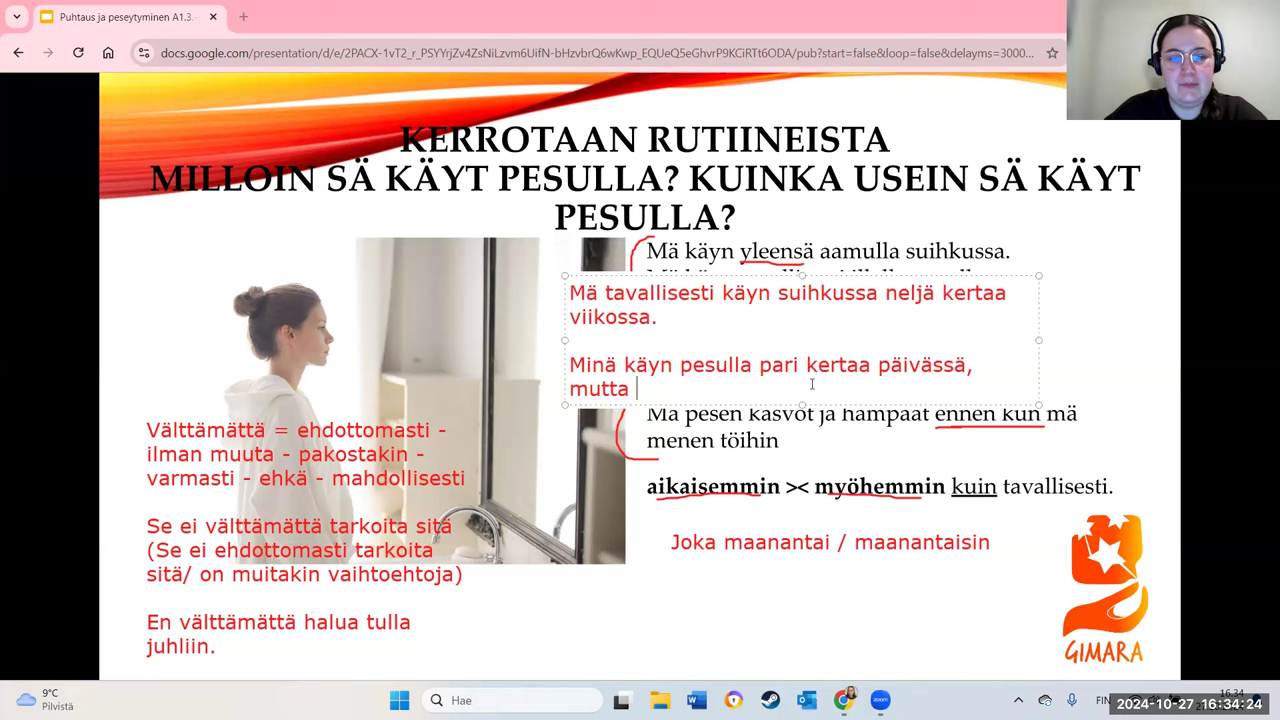 Puhtaus ja peseytyminen A1.3.
docs.google.com/presentation/d/e/2PACX-1vT2_r_PSYYrjZv4ZsNiLzvm6UifN-bHzvbrQ6wKwp_EQUeQ5eGhvrP9KCiRTt6ODA/pub?start=false&loop=false&delayms=3000...
KERROTAAN RUTIINEISTA
MILLOIN SÄ KÄYT PESULLA? KUINKA USEIN SÄ KÄYT
PESULLA?
Mä käyn yleensä aamulla suihkussa.
Mä tavallisesti käyn suihkussa neljä kertaa
viikossa.
Minä käyn pesulla pari kertaa päivässä,
mutta
Mä pesen kasvot ja hampaat ennen kun mä
menen töihin
aikaisemmin >< myöhemmin kuin tavallisesti.
Joka maanantai / maanantaisin
Välttämättä = ehdottomasti -
ilman muuta - pakostakin -
varmasti - ehkä - mahdollisesti
Se ei välttämättä tarkoita sitä
(Se ei ehdottomasti tarkoita
sitä/ on muitakin vaihtoehtoja)
En välttämättä halua tulla
juhliin.
GIMARA
9°C
Pilvistä
Hae
zoom
FIN
16.34
2024-10-27 16:34:24